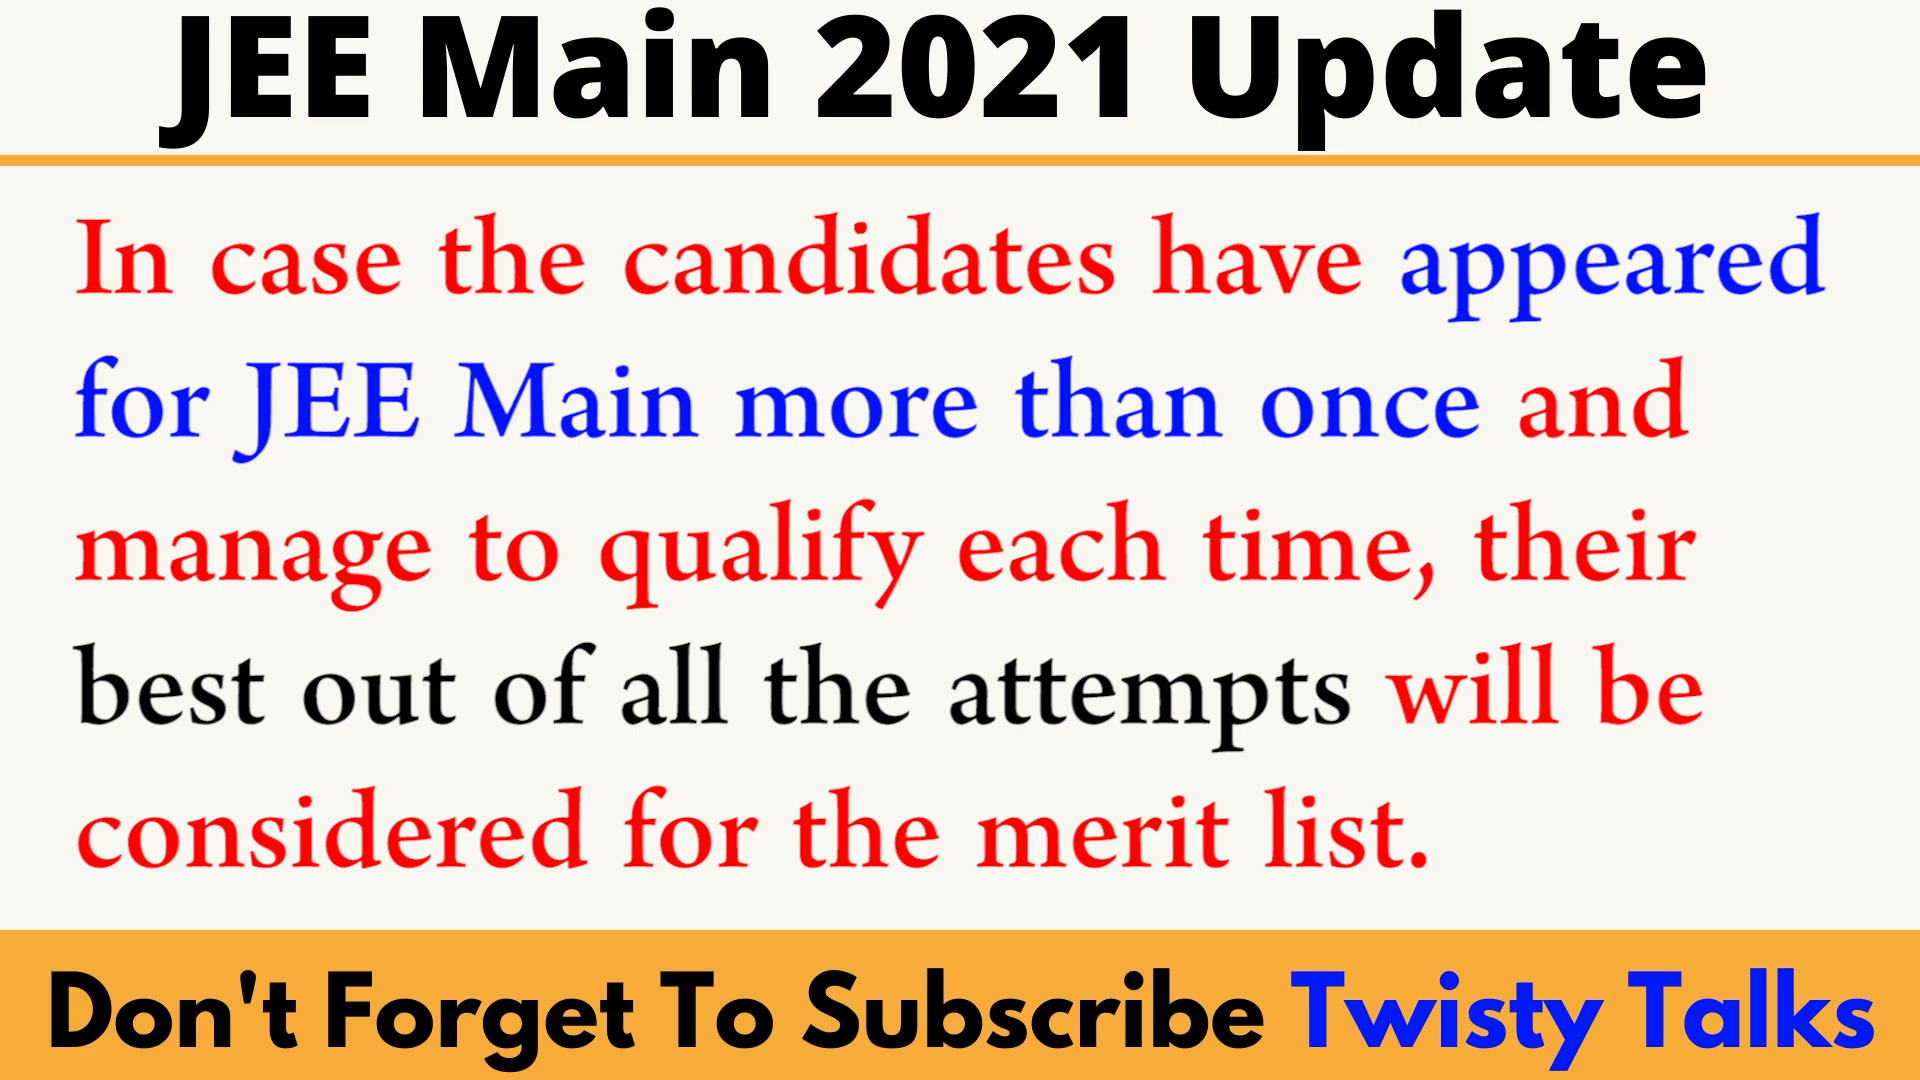 JEE Main 2021 Update
In case the candidates have appeared
for JEE Main more than once and
manage to qualify each time, their
best out of all the attempts will be
considered for the merit list.
Don't Forget To Subscribe Twisty Talks